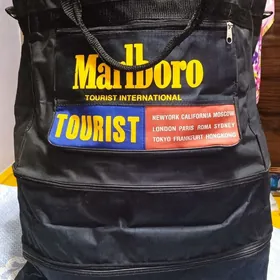 Marlboro
TOURIST INTERNATIONAL
TOURIST
NEWYORK CALIFORNIA MOSCOW
LONDON PARIS ROMA SYDNEY
TOKYO FRANKFURT HONGKONG